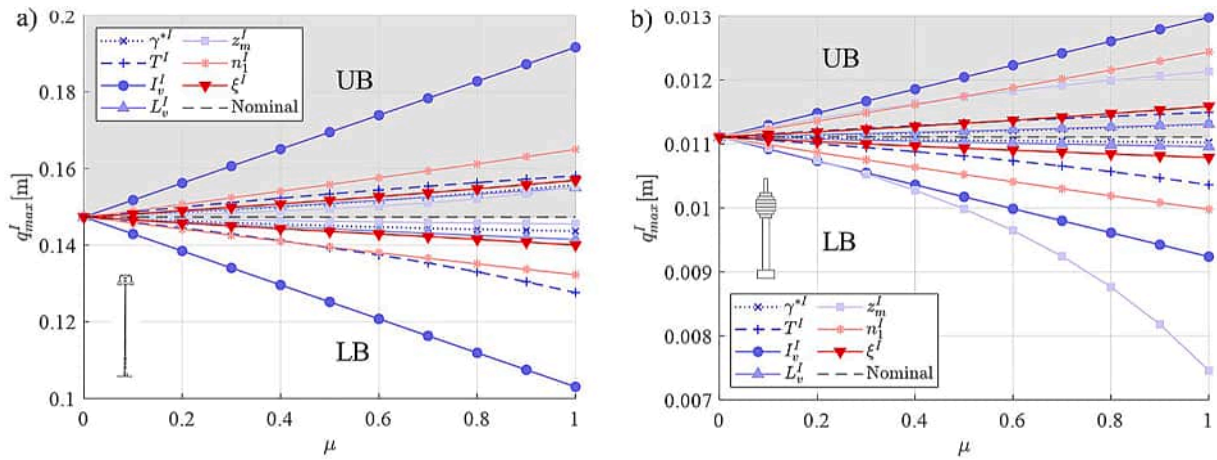 a)
0.2
0.18
0.16
0.14
0.12
0.1
q^I_max [m]
0 0.2 0.4 0.6 0.8 1
μ
γ*^I z^I_m
T^I n^I_1
I^I_v ξ^I
L^I_v Nominal
UB
LB
b)
0.013
0.012
0.011
0.01
0.009
0.008
0.007
q^I_max [m]
0 0.2 0.4 0.6 0.8 1
μ
UB
LB
γ*^I z^I_m
T^I n^I_1
I^I_v ξ^I
L^I_v Nominal